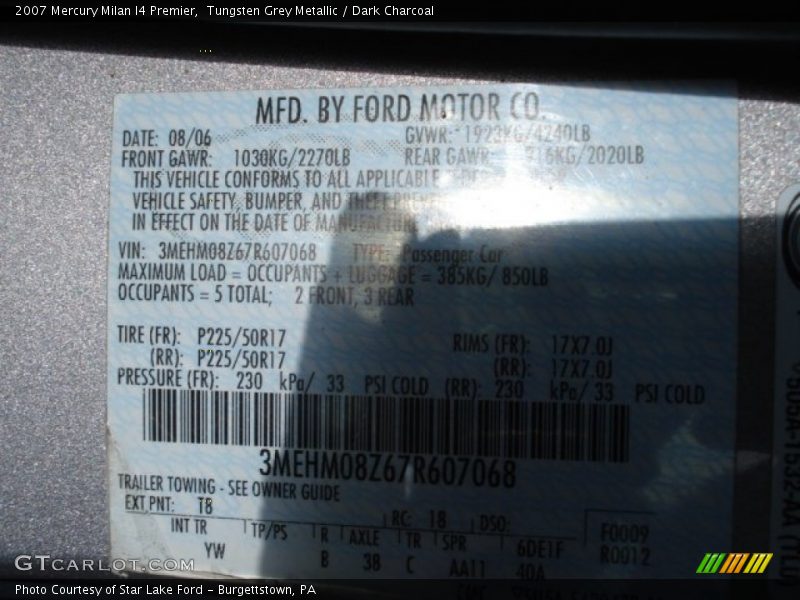 2007 Mercury Milan I4 Premier,  Tungsten Grey Metallic / Dark Charcoal
MFD. BY FORD MOTOR CO.
DATE: 08/06 GVWR: 1923KG/4240LB
FRONT GAWR: 1030KG/2270LB REAR GAWR 916KG/2020LB
THIS VEHICLE CONFORMS TO ALL APPLICABLE
VEHICLE SAFETY, BUMPER, AND THEFT
IN EFFECT ON THE DATE OF MANUFACTURE
VIN: 3MEHM08Z67R607068 TYPE: Passenger Car
MAXIMUM LOAD = OCCUPANTS + LUGGAGE = 385KG/ 850LB
OCCUPANTS = 5 TOTAL; 2 FRONT, 3 REAR
TIRE (FR): P225/50R17 RIMS (FR): 17X7.0J
(RR): P225/50R17 (RR): 17X7.0J
PRESSURE (FR): 230 kPa/ 33 PSI COLD (RR): 230 kPa/ 33 PSI COLD
3MEHM08Z67R607068
TRAILER TOWING - SEE OWNER GUIDE
EXT PNT: T8 RC: 18 DSO:
INT TR TP/PS R AXLE TR SPR 6DE1F F0009
YW B 38 C AA11 40A R0012
GTCarLot.com
Photo Courtesy of Star Lake Ford - Burgettstown, PA